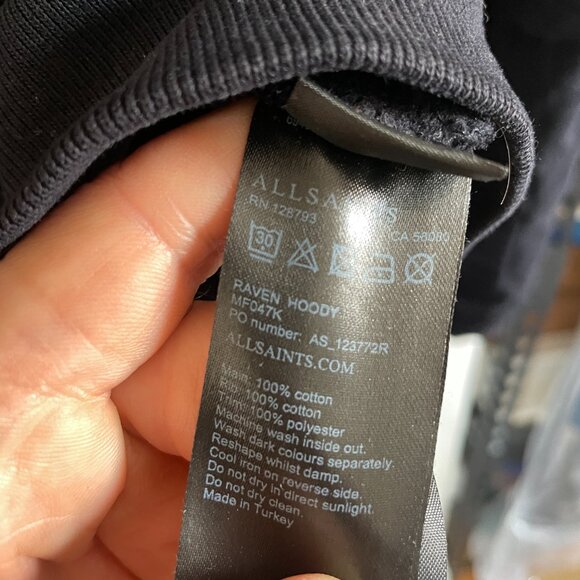 ALLSAINTS
RN 128793
30
RAVEN HOODY
MF047K
PO number: AS_123772R
ALLSAINTS.COM
Main: 100% cotton
Rib: 100% cotton
Trim: 100% polyester
Machine wash inside out.
Wash dark colours separately.
Reshape whilst damp.
Cool iron on reverse side.
Do not dry in direct sunlight.
Do not dry clean.
Made in Turkey